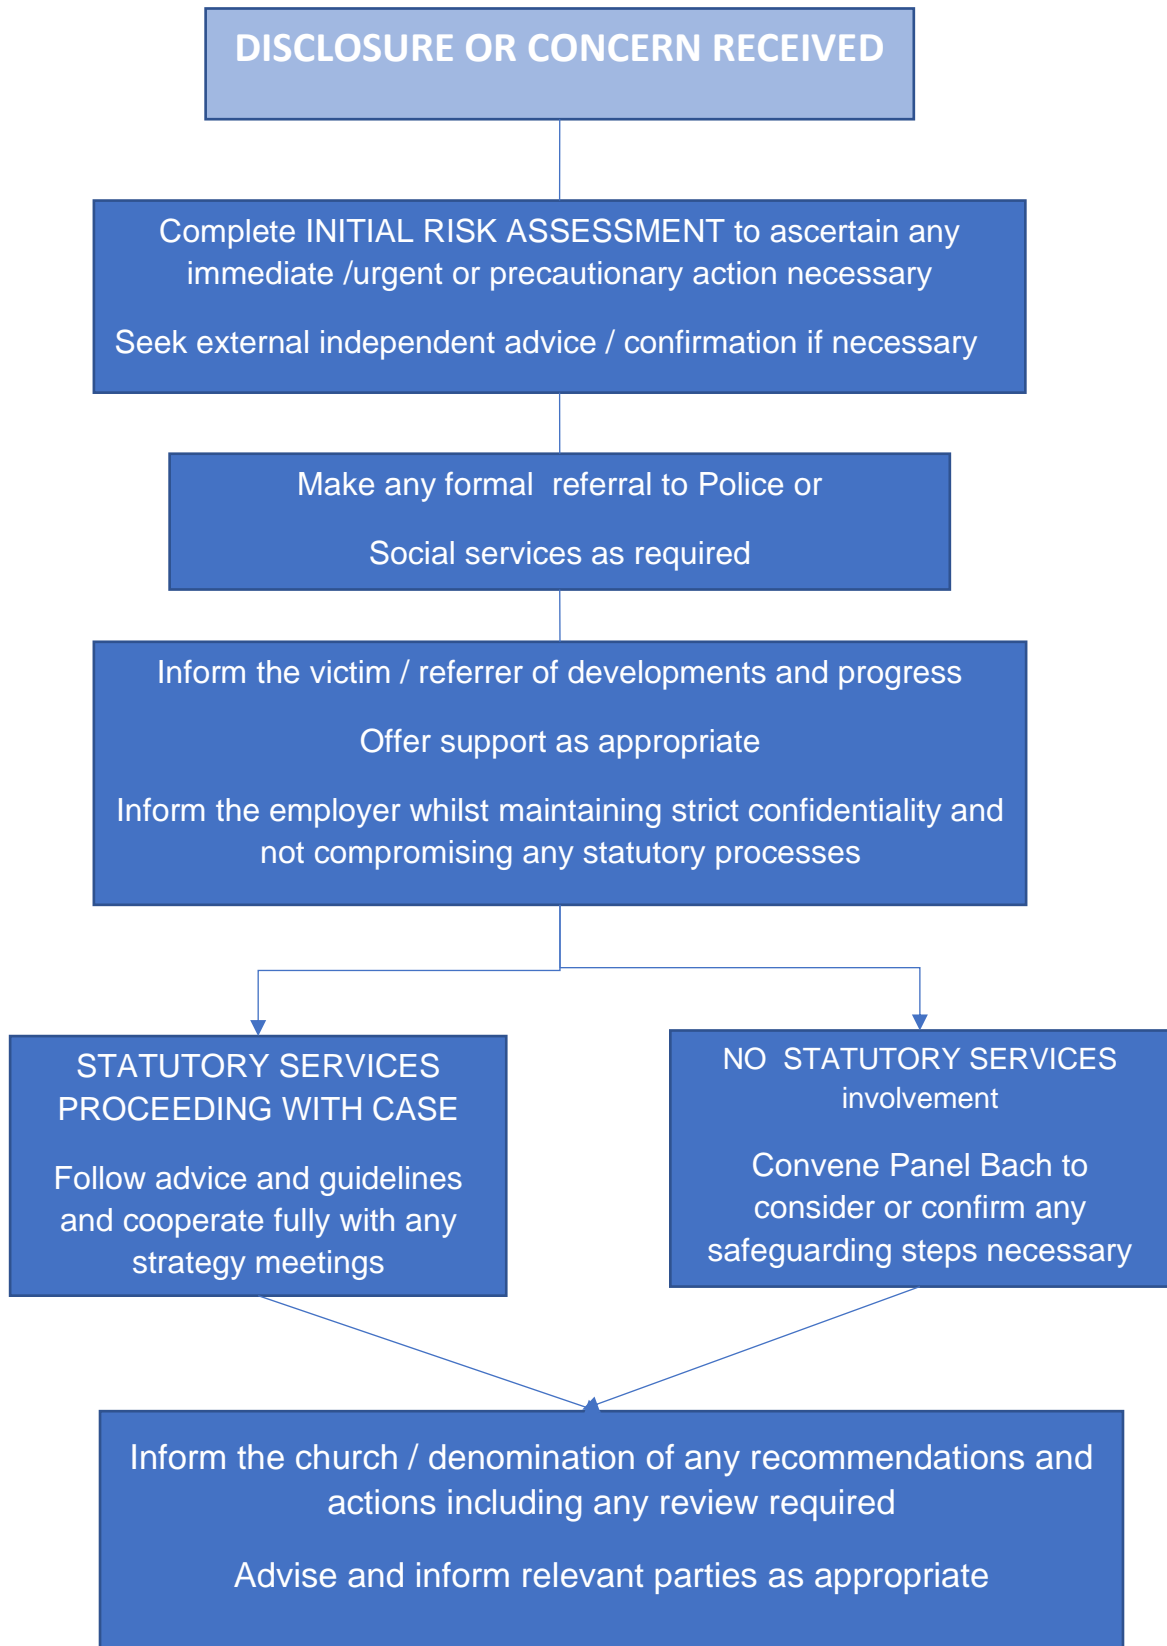 DISCLOSURE OR CONCERN RECEIVED
Complete INITIAL RISK ASSESSMENT to ascertain any
immediate /urgent or precautionary action necessary
Seek external independent advice / confirmation if necessary
Make any formal  referral to Police or
Social services as required
Inform the victim / referrer of developments and progress
Offer support as appropriate
Inform the employer whilst maintaining strict confidentiality and
not compromising any statutory processes
STATUTORY SERVICES
PROCEEDING WITH CASE
Follow advice and guidelines
and cooperate fully with any
strategy meetings
NO  STATUTORY SERVICES
involvement
Convene Panel Bach to
consider or confirm any
safeguarding steps necessary
Inform the church / denomination of any recommendations and
actions including any review required
Advise and inform relevant parties as appropriate